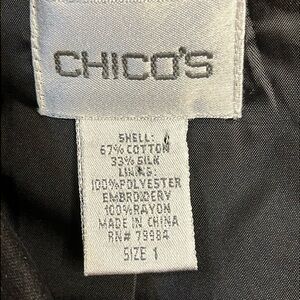 CHICO'S
SHELL:
67% COTTON
33% SILK
LINING:
100%POLYESTER
EMBROIDERY
100%RAYON
MADE IN CHINA
RN# 79984
SIZE 1